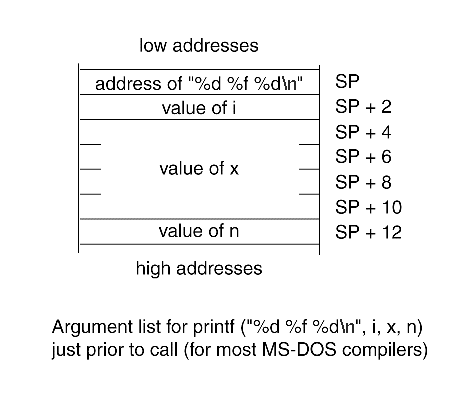 low addresses
address of "%d %f %d\n" SP
value of i SP + 2
SP + 4
SP + 6
value of x
SP + 8
SP + 10
value of n SP + 12
high addresses
Argument list for printf ("%d %f %d\n", i, x, n)
just prior to call (for most MS-DOS compilers)